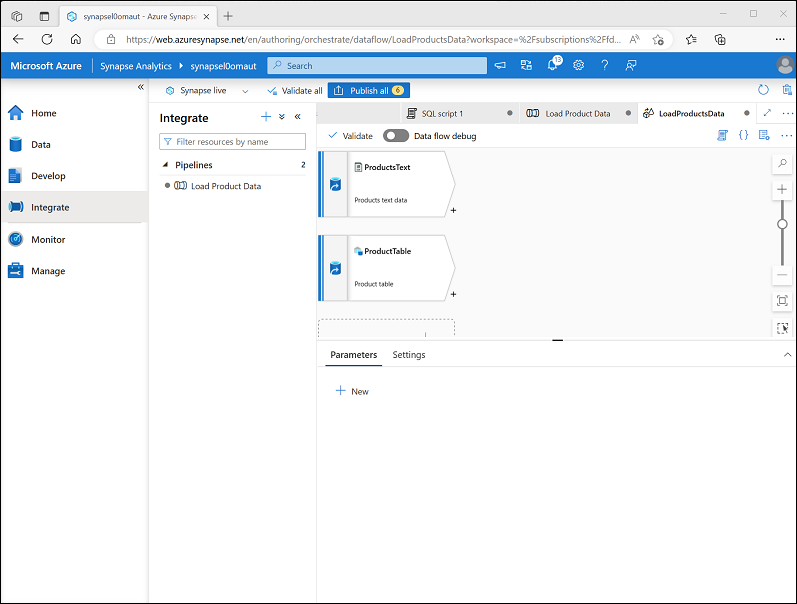 synapsel0omaut - Azure Synapse
https://web.azuresynapse.net/en/authoring/orchestrate/dataflow/LoadProductsData?workspace=%2Fsubscriptions%2Ffd...
Microsoft Azure
Synapse Analytics
synapsel0omaut
Search
13
Synapse live
Validate all
Publish all
6
Home
Data
Develop
Integrate
Monitor
Manage
Integrate
Filter resources by name
Pipelines
2
Load Product Data
SQL script 1
Load Product Data
LoadProductsData
Validate
Data flow debug
ProductsText
Products text data
ProductTable
Product table
Parameters
Settings
New